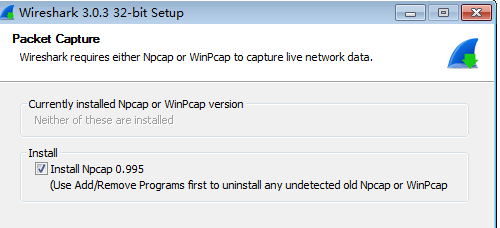 Wireshark 3.0.3 32-bit Setup
Packet Capture
Wireshark requires either Npcap or WinPcap to capture live network data.
Currently installed Npcap or WinPcap version
Neither of these are installed
Install
Install Npcap 0.995
(Use Add/Remove Programs first to uninstall any undetected old Npcap or WinPcap